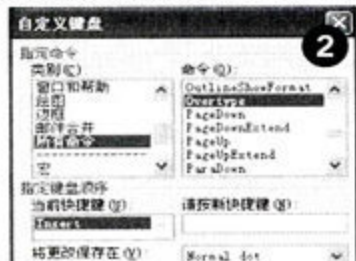 自定义键盘
2
指定命令
类别(C): 命令(O):
窗口和帮助 OutlineShowFormat
绘图 Overtype
边框 PageDown
邮件合并 PageDownExtend
所有命令 PageUp
PageUpExtend
宏 ParaDown
指定键盘顺序
当前快捷键(U): 请按新快捷键(N):
Insert
将更改保存在(V): Normal.dot